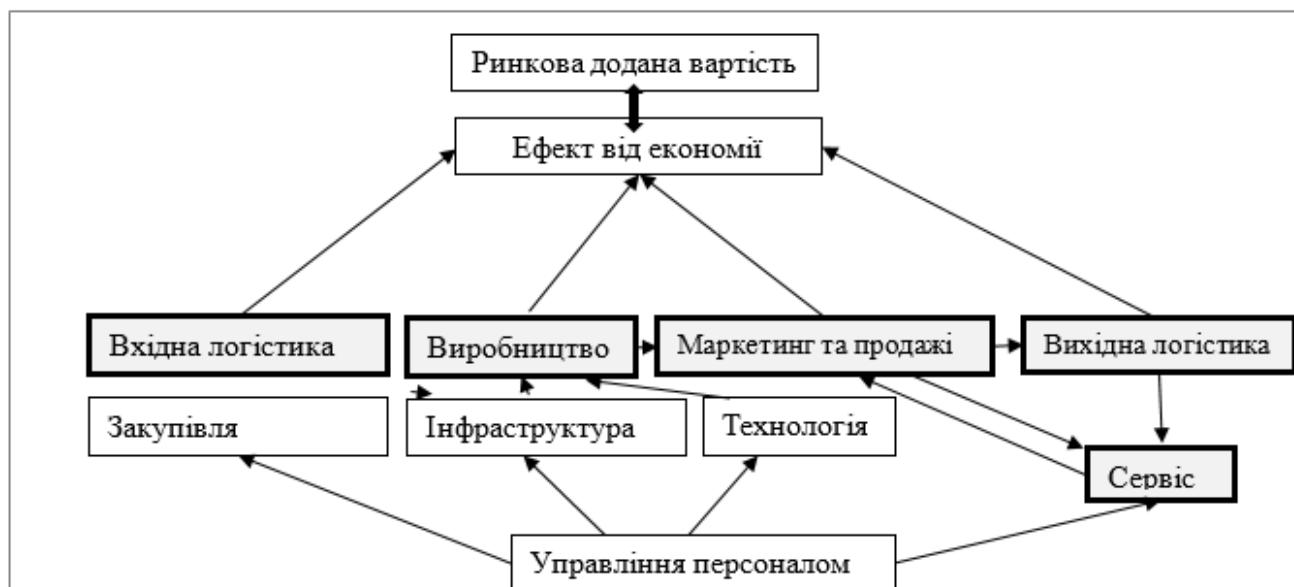 Ринкова додана вартість
Ефект від економії
Вхідна логістика
Виробництво
Маркетинг та продажі
Вихідна логістика
Закупівля
Інфраструктура
Технологія
Сервіс
Управління персоналом